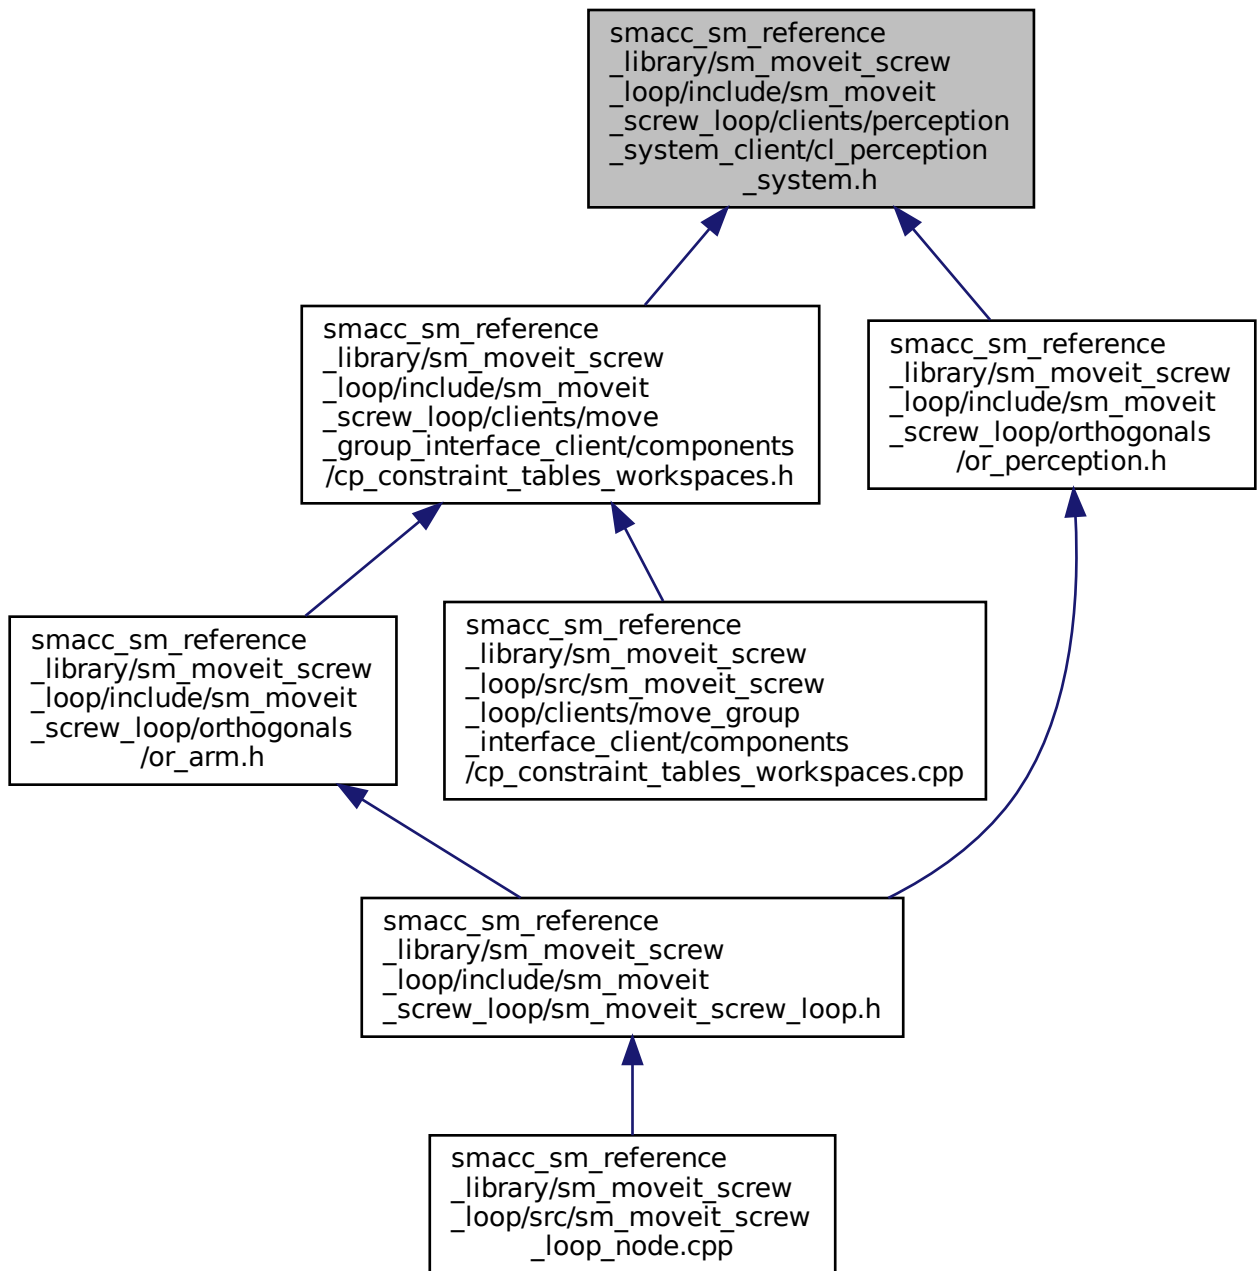 smacc_sm_reference
_library/sm_moveit_screw
_loop/include/sm_moveit
_screw_loop/clients/perception
_system_client/cl_perception
_system.h
smacc_sm_reference
_library/sm_moveit_screw
_loop/include/sm_moveit
_screw_loop/clients/move
_group_interface_client/components
/cp_constraint_tables_workspaces.h
smacc_sm_reference
_library/sm_moveit_screw
_loop/include/sm_moveit
_screw_loop/orthogonals
/or_perception.h
smacc_sm_reference
_library/sm_moveit_screw
_loop/include/sm_moveit
_screw_loop/orthogonals
/or_arm.h
smacc_sm_reference
_library/sm_moveit_screw
_loop/src/sm_moveit_screw
_loop/clients/move_group
_interface_client/components
/cp_constraint_tables_workspaces.cpp
smacc_sm_reference
_library/sm_moveit_screw
_loop/include/sm_moveit
_screw_loop/sm_moveit_screw_loop.h
smacc_sm_reference
_library/sm_moveit_screw
_loop/src/sm_moveit_screw
_loop_node.cpp